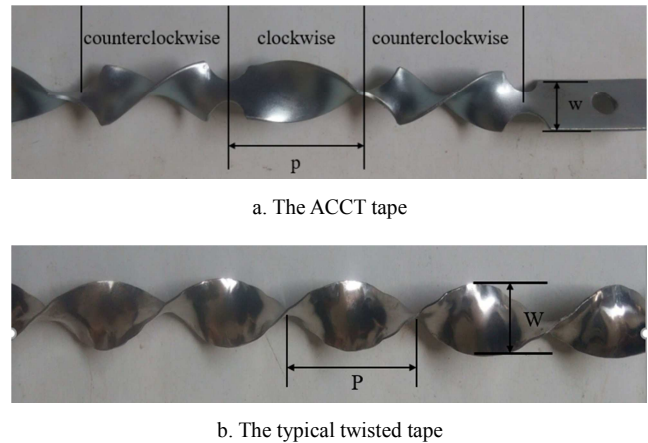 counterclockwise clockwise counterclockwise
w
p
a. The ACCT tape
W
P
b. The typical twisted tape